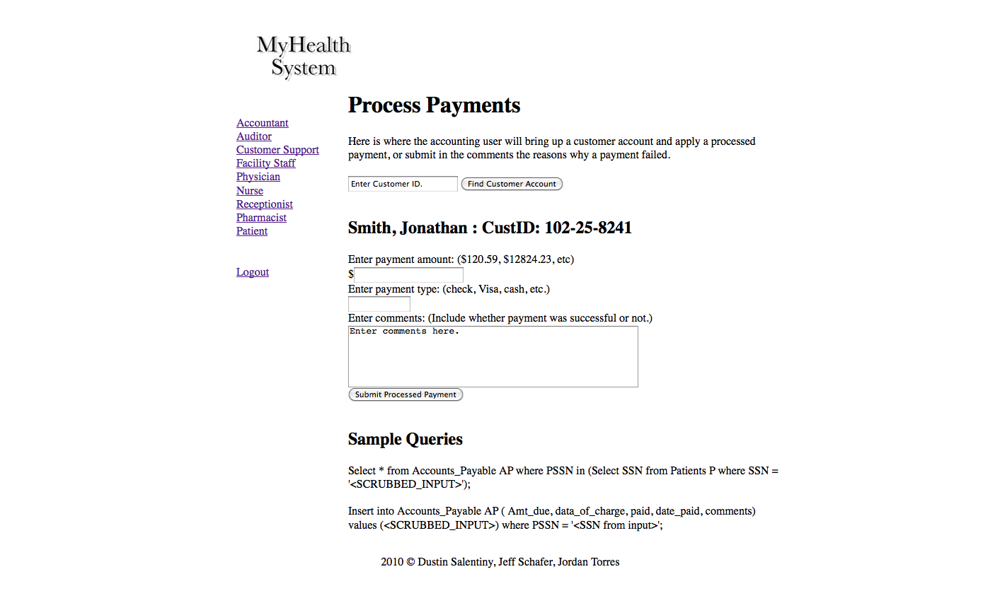 MyHealth
System
Process Payments
Accountant
Auditor
Customer Support
Facility Staff
Physician
Nurse
Receptionist
Pharmacist
Patient
Logout
Here is where the accounting user will bring up a customer account and apply a processed
payment, or submit in the comments the reasons why a payment failed.
Enter Customer ID. Find Customer Account
Smith, Jonathan : CustID: 102-25-8241
Enter payment amount: ($120.59, $12824.23, etc)
$
Enter payment type: (check, Visa, cash, etc.)
Enter comments: (Include whether payment was successful or not.)
Enter comments here.
Submit Processed Payment
Sample Queries
Select * from Accounts_Payable AP where PSSN in (Select SSN from Patients P where SSN =
'<SCRUBBED_INPUT>');
Insert into Accounts_Payable AP ( Amt_due, data_of_charge, paid, date_paid, comments)
values (<SCRUBBED_INPUT>) where PSSN = '<SSN from input>';
2010 © Dustin Salentiny, Jeff Schafer, Jordan Torres